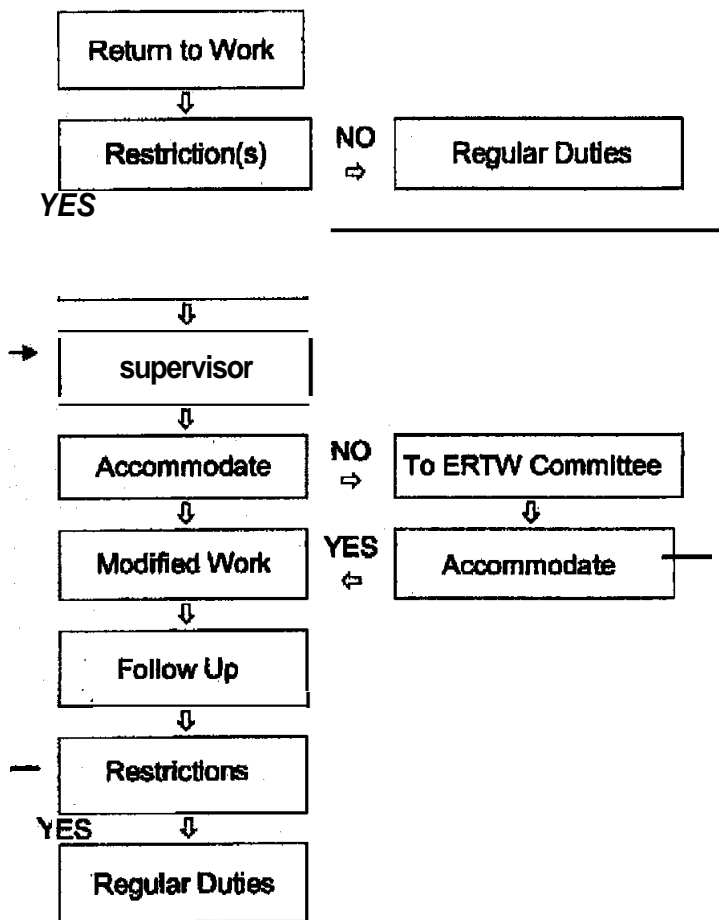 Return to Work
Restriction(s)
NO
Regular Duties
YES
supervisor
Accommodate
NO
To ERTW Committee
Modified Work
YES
Accommodate
Follow Up
Restrictions
YES
Regular Duties